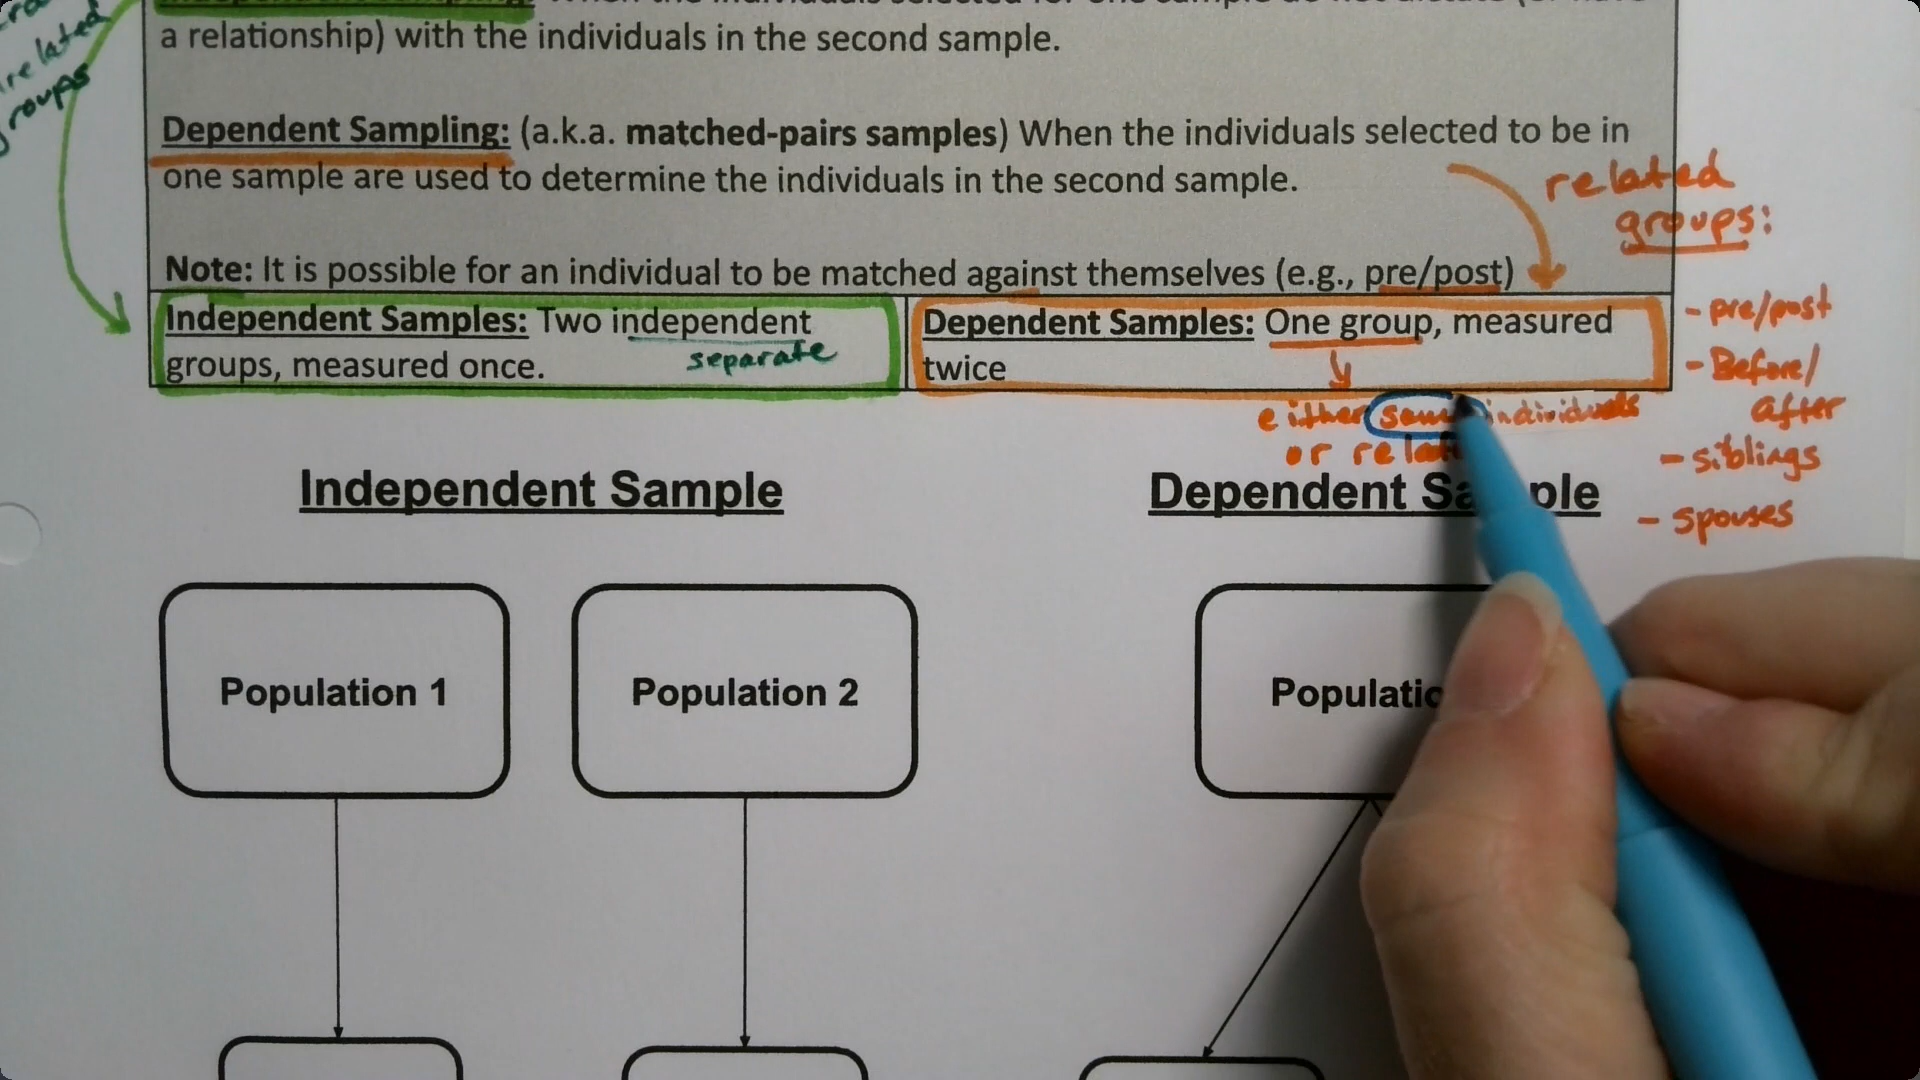 a relationship) with the individuals in the second sample.
related
groups
Dependent Sampling: (a.k.a. matched-pairs samples) When the individuals selected to be in
one sample are used to determine the individuals in the second sample.
related
groups:
Note: It is possible for an individual to be matched against themselves (e.g., pre/post)
Independent Samples: Two independent
separate
groups, measured once.
Dependent Samples: One group, measured
twice
either same individuals
or
- pre/post
- Before/
after
- siblings
- spouses
Independent Sample
Dependent Sample
Population 1
Population 2